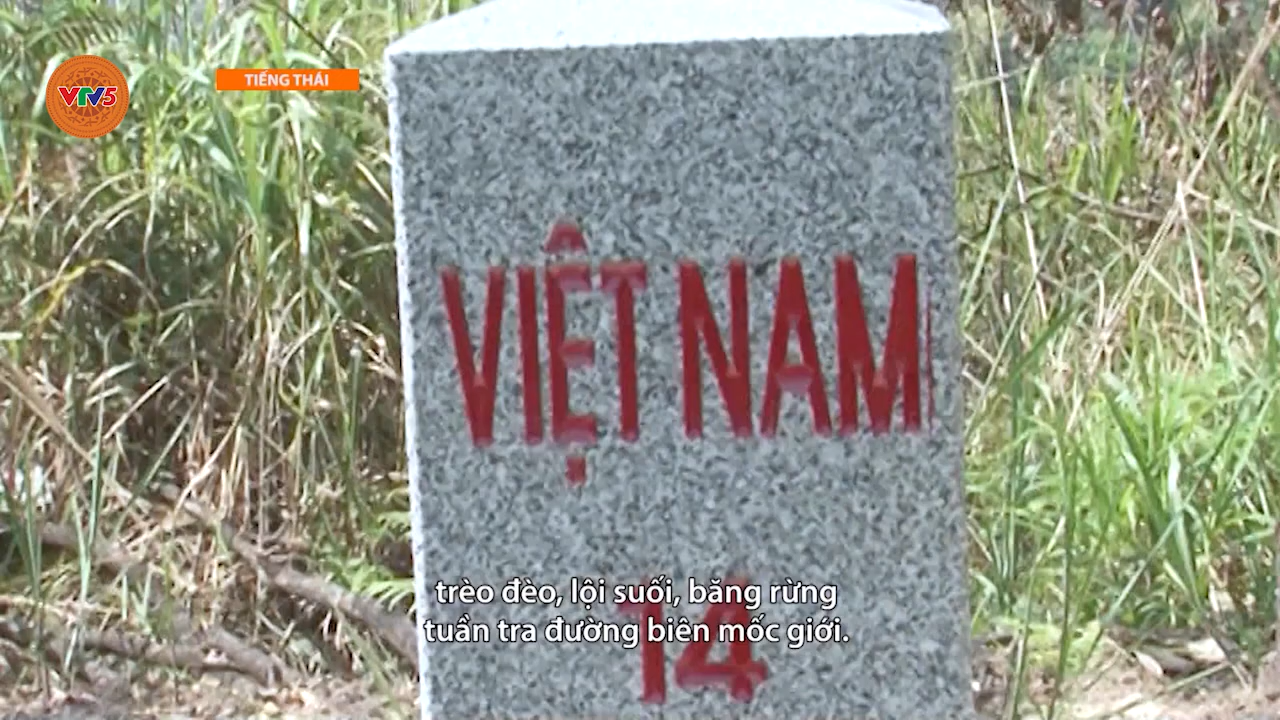 VTV5
TIẾNG THÁI
VIỆT NAM
trèo đèo, lội suối, băng rừng
tuần tra đường biên mốc giới.
14